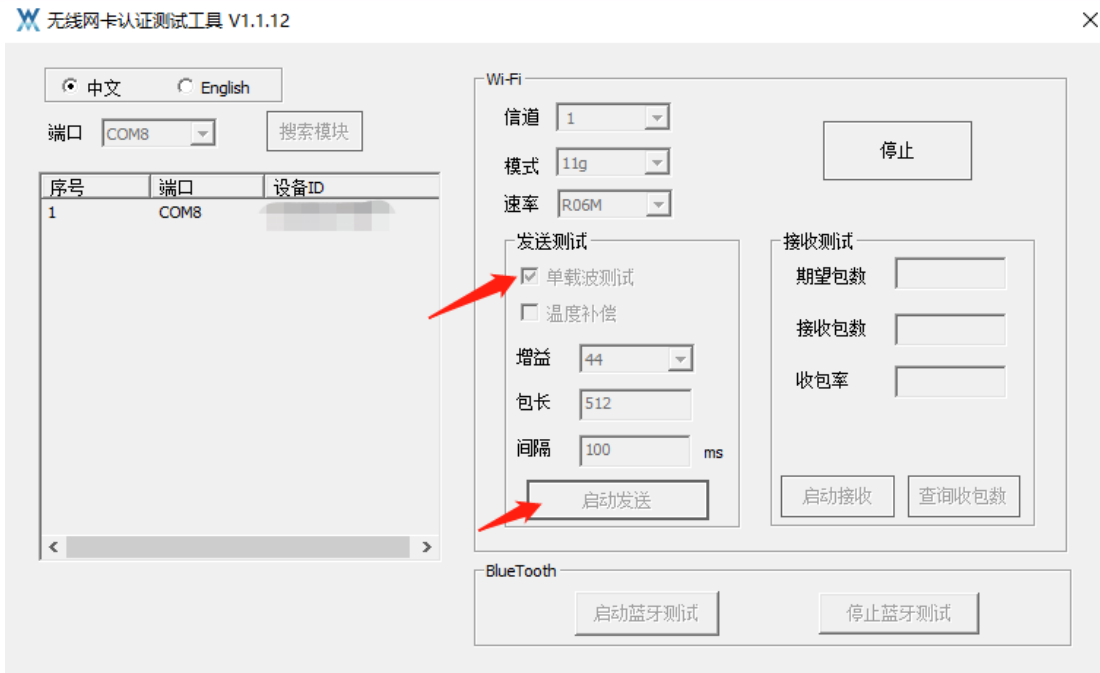 无线网卡认证测试工具 V1.1.12
中文 English
端口 COM8 搜索模块
序号 端口 设备ID
1 COM8
Wi-Fi
信道 1
模式 11g
速率 R06M
停止
发送测试
单载波测试
温度补偿
增益 44
包长 512
间隔 100 ms
启动发送
接收测试
期望包数
接收包数
收包率
启动接收 查询收包数
BlueTooth
启动蓝牙测试 停止蓝牙测试